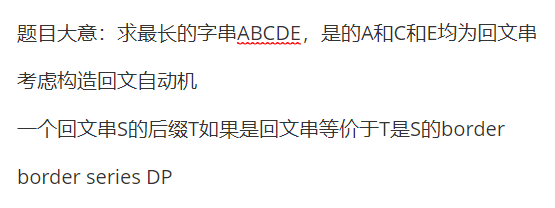 题目大意：求最长的字串ABCDE，是的A和C和E均为回文串
考虑构造回文自动机
一个回文串S的后缀T如果是回文串等价于T是S的border
border series DP